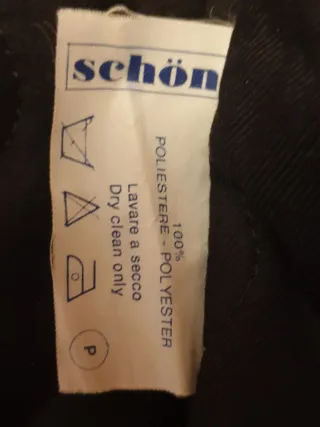 schön
100%
POLIESTERE - POLYESTER
Lavare a secco
Dry clean only
P